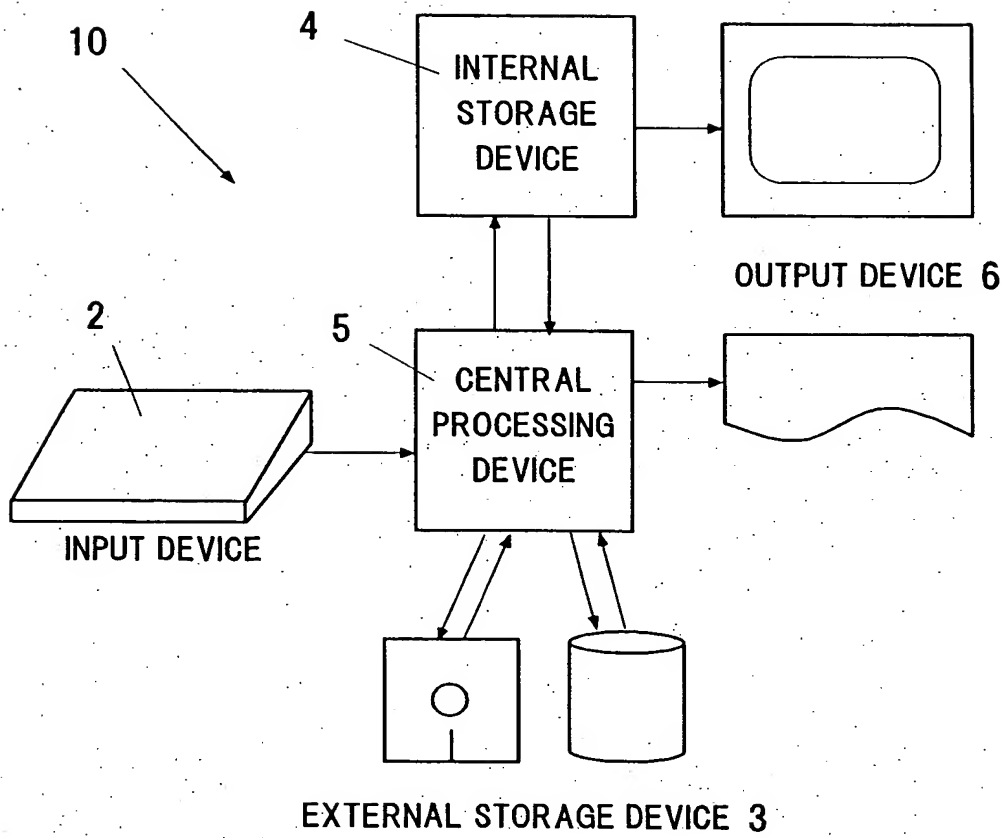 10
4
INTERNAL
STORAGE
DEVICE
OUTPUT DEVICE 6
2
5
CENTRAL
PROCESSING
DEVICE
INPUT DEVICE
EXTERNAL STORAGE DEVICE 3